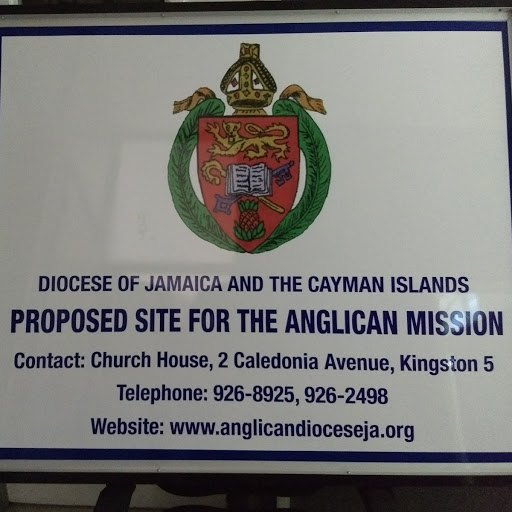 DIOCESE OF JAMAICA AND THE CAYMAN ISLANDS
PROPOSED SITE FOR THE ANGLICAN MISSION
Contact: Church House, 2 Caledonia Avenue, Kingston 5
Telephone: 926-8925, 926-2498
Website: www.anglicandioceseja.org